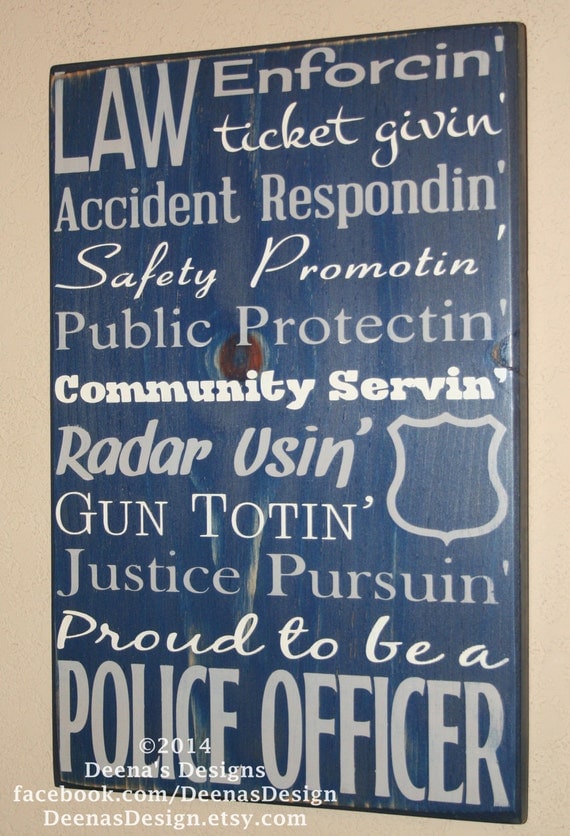 LAW Enforcin'
ticket givin'
Accident Respondin'
Safety Promotin'
Public Protectin'
Community Servin'
Radar Usin'
GUN TOTIN'
Justice Pursuin'
Proud to be a
POLICE OFFICER
©2014
Deena's Designs
facebook.com/DeenasDesign
DeenasDesign.etsy.com